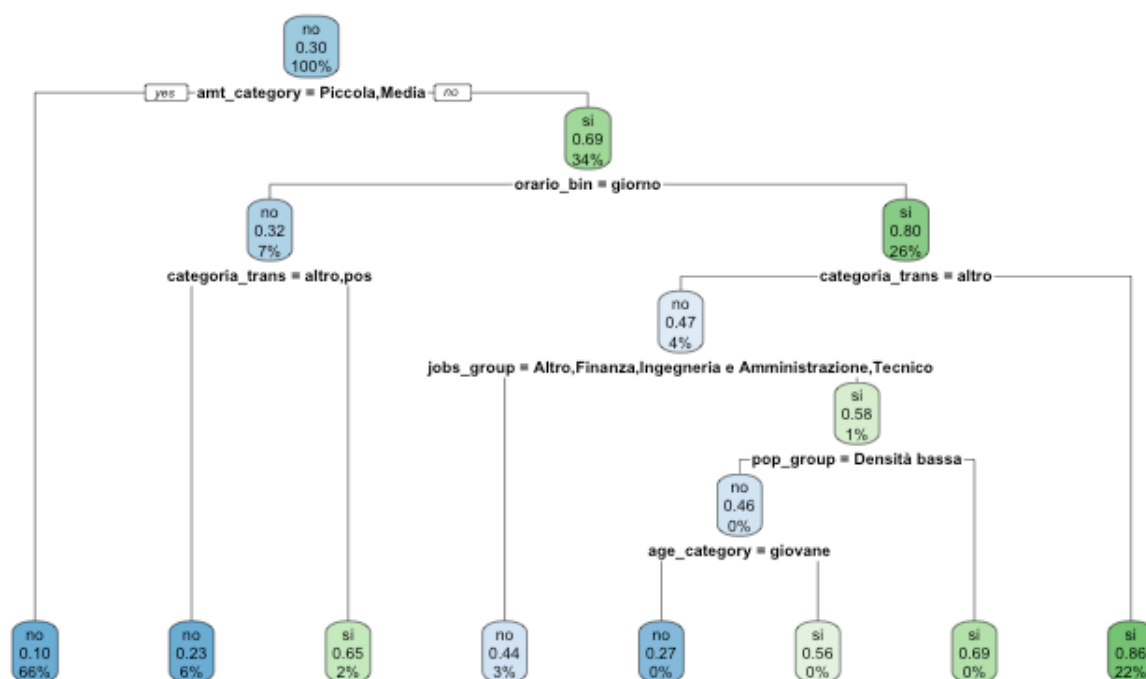 no
0.30
100%
yes amt_category = Piccola,Media no
si
0.69
34%
orario_bin = giorno
no
0.32
7%
si
0.80
26%
categoria_trans = altro,pos
categoria_trans = altro
no
0.47
4%
jobs_group = Altro,Finanza,Ingegneria e Amministrazione,Tecnico
si
0.58
1%
pop_group = Densità bassa
no
0.46
0%
age_category = giovane
no
0.10
66%
no
0.23
6%
si
0.65
2%
no
0.44
3%
no
0.27
0%
si
0.56
0%
si
0.69
0%
si
0.86
22%